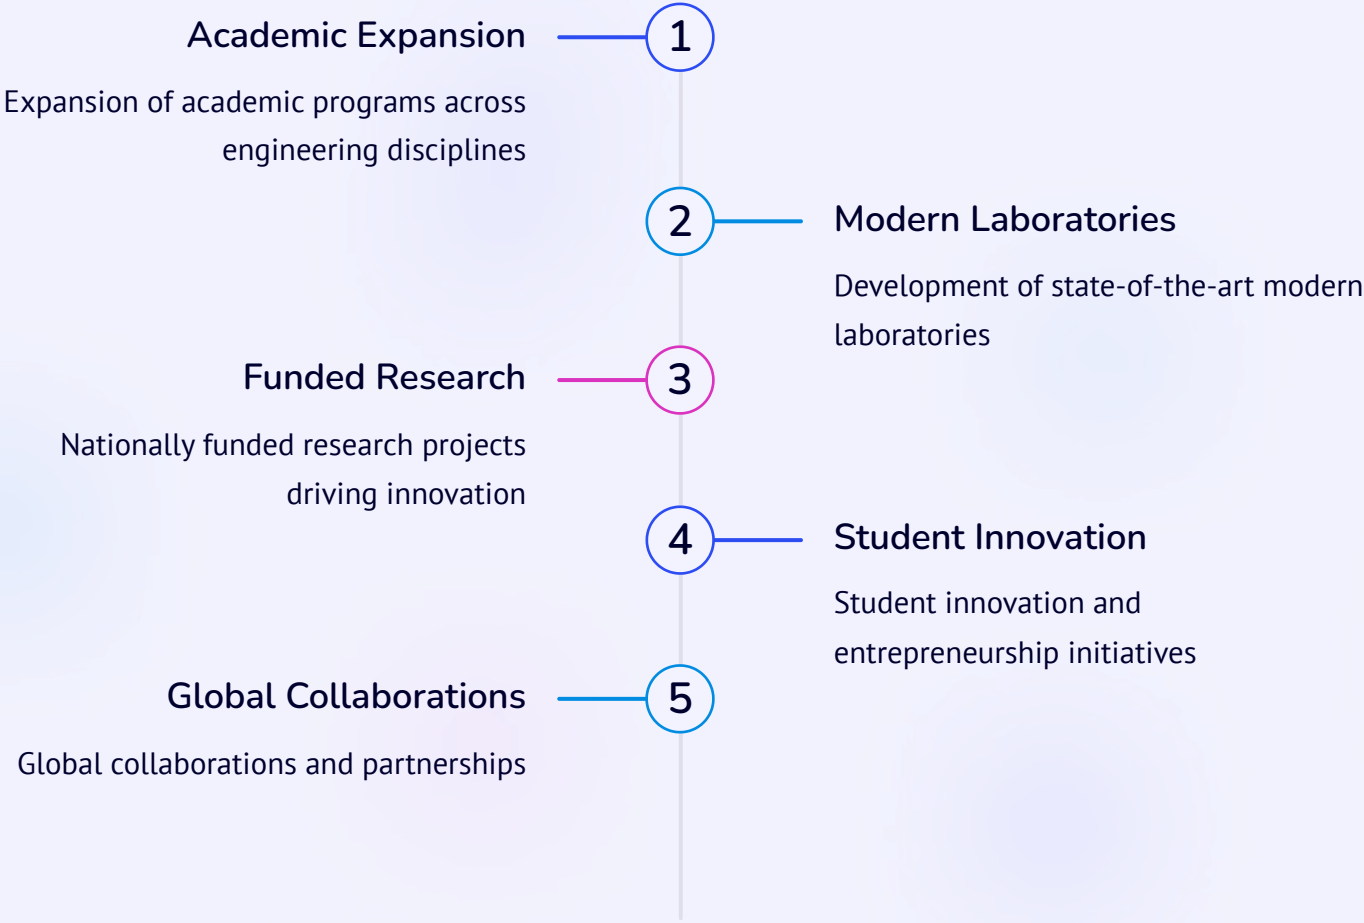 Academic Expansion
1
Expansion of academic programs across
engineering disciplines
2
Modern Laboratories
Development of state-of-the-art modern
laboratories
Funded Research
3
Nationally funded research projects
driving innovation
4
Student Innovation
Student innovation and
entrepreneurship initiatives
Global Collaborations
5
Global collaborations and partnerships